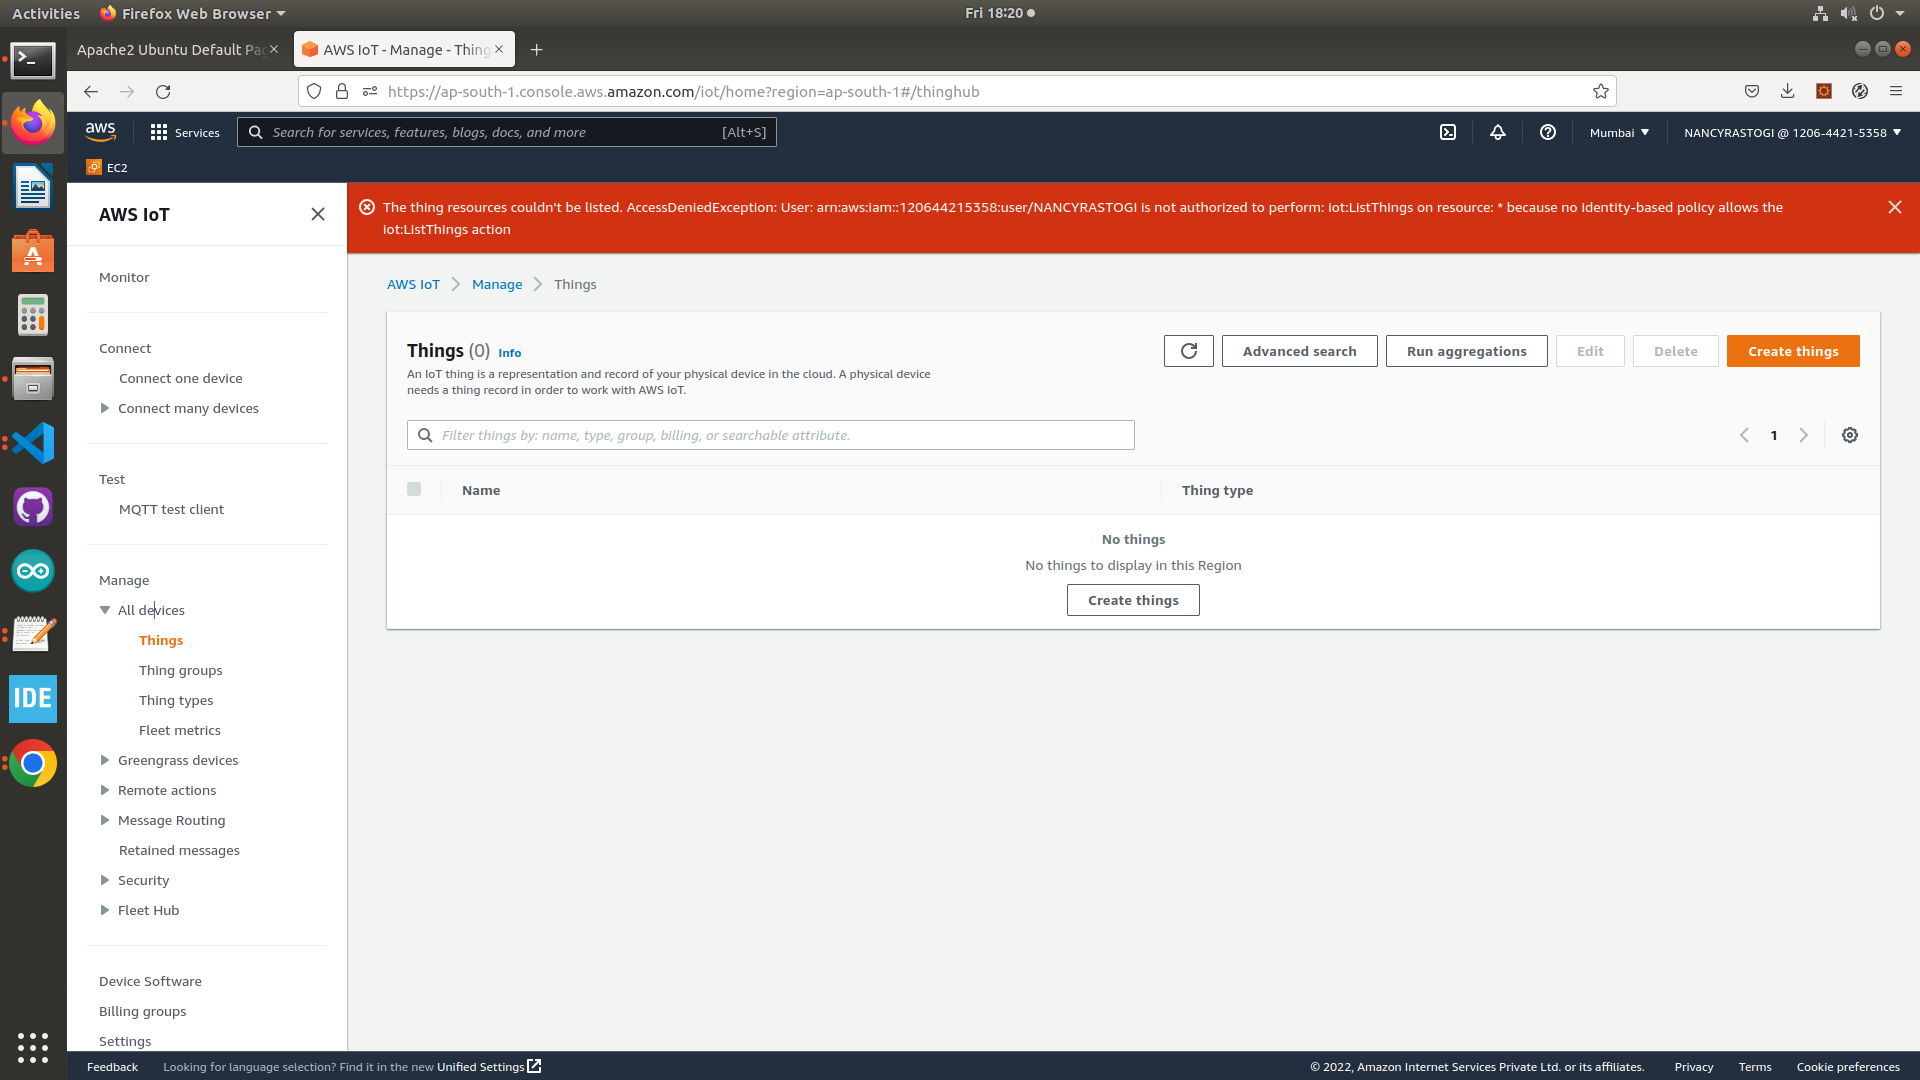 Activities
Firefox Web Browser
Fri 18:20
Apache2 Ubuntu Default Pa
AWS IoT - Manage - Thing
https://ap-south-1.console.aws.amazon.com/iot/home?region=ap-south-1#/thinghub
aws
Services
Search for services, features, blogs, docs, and more
[Alt+S]
Mumbai
NANCYRASTOGI @ 1206-4421-5358
EC2
AWS IoT
The thing resources couldn't be listed. AccessDeniedException: User: arn:aws:iam::120644215358:user/NANCYRASTOGI is not authorized to perform: iot:ListThings on resource: * because no identity-based policy allows the
iot:ListThings action
Monitor
Connect
Connect one device
Connect many devices
Test
MQTT test client
Manage
All devices
Things
Thing groups
Thing types
Fleet metrics
Greengrass devices
Remote actions
Message Routing
Retained messages
Security
Fleet Hub
Device Software
Billing groups
Settings
AWS IoT
Manage
Things
Things (0)
Info
An IoT thing is a representation and record of your physical device in the cloud. A physical device
needs a thing record in order to work with AWS IoT.
Advanced search
Run aggregations
Edit
Delete
Create things
Filter things by: name, type, group, billing, or searchable attribute.
1
Name
Thing type
No things
No things to display in this Region
Create things
IDE
Feedback
Looking for language selection? Find it in the new Unified Settings
© 2022, Amazon Internet Services Private Ltd. or its affiliates.
Privacy
Terms
Cookie preferences